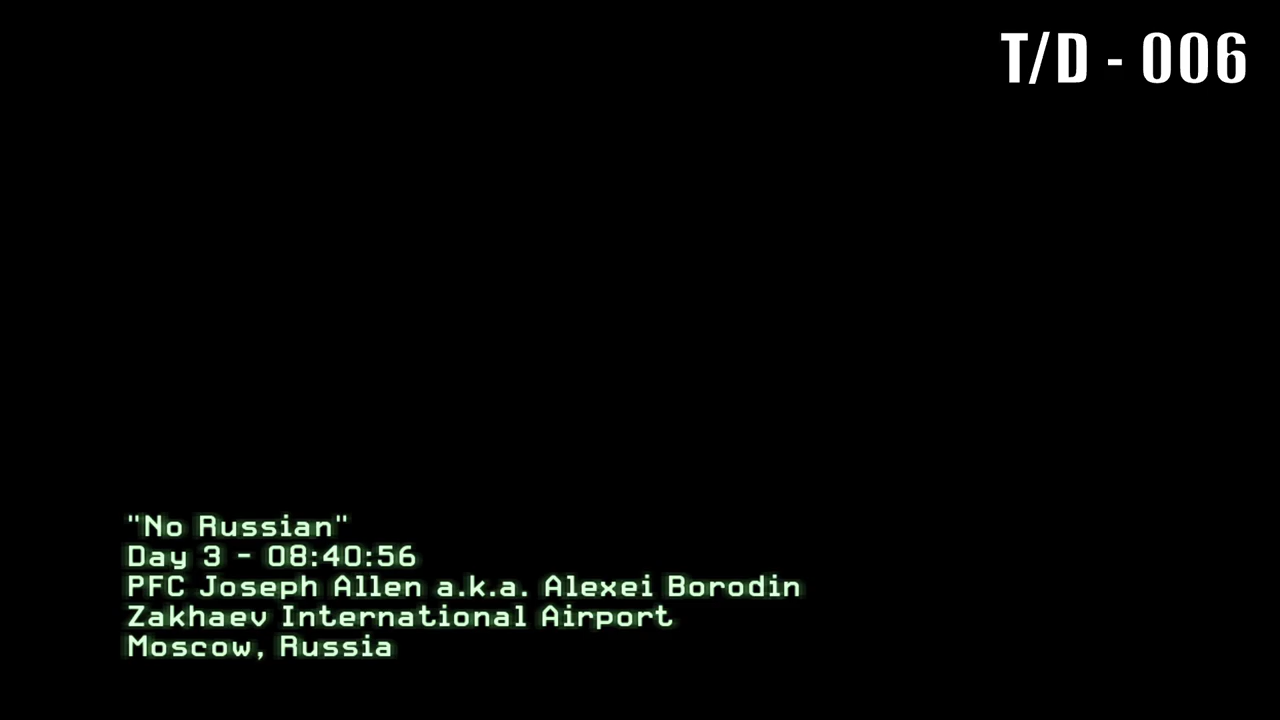 T/D - 006
"No Russian"
Day 3 - 08:40:56
PFC Joseph Allen a.k.a. Alexei Borodin
Zakhaev International Airport
Moscow, Russia